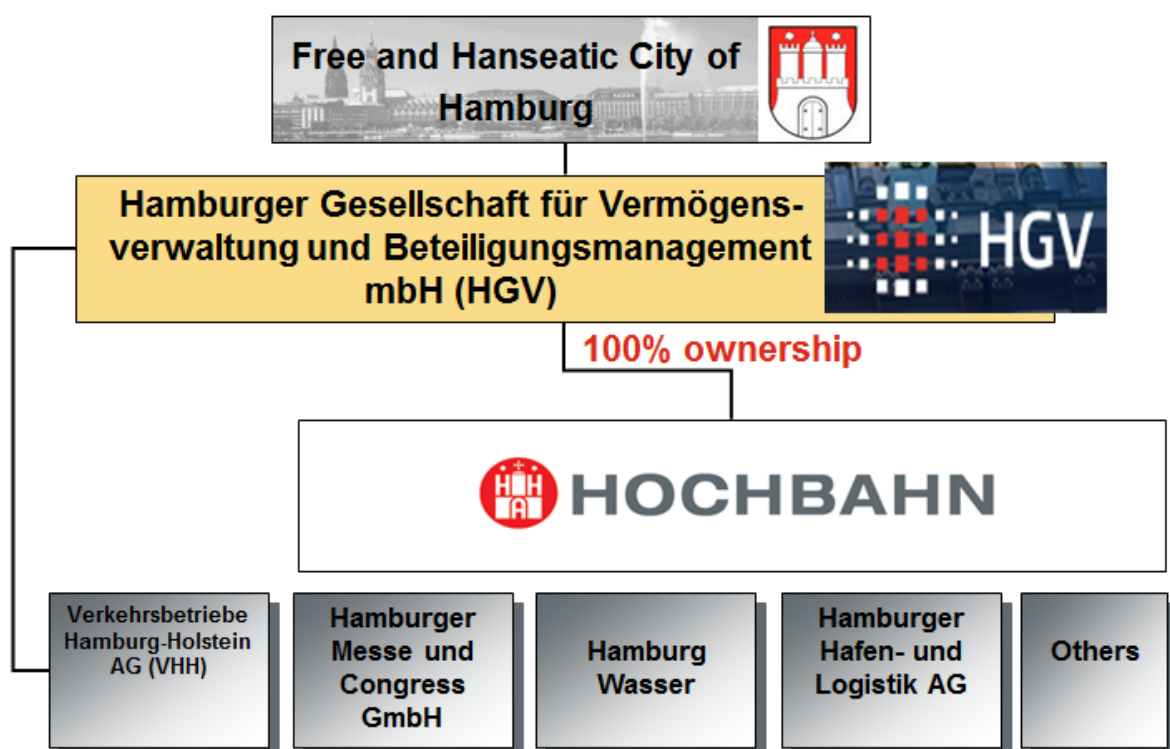 Free and Hanseatic City of
Hamburg
Hamburger Gesellschaft für Vermögens-
verwaltung und Beteiligungsmanagement
mbH (HGV)
HGV
100% ownership
HOCHBAHN
Verkehrsbetriebe
Hamburg-Holstein
AG (VHH)
Hamburger
Messe und
Congress
GmbH
Hamburg
Wasser
Hamburger
Hafen- und
Logistik AG
Others